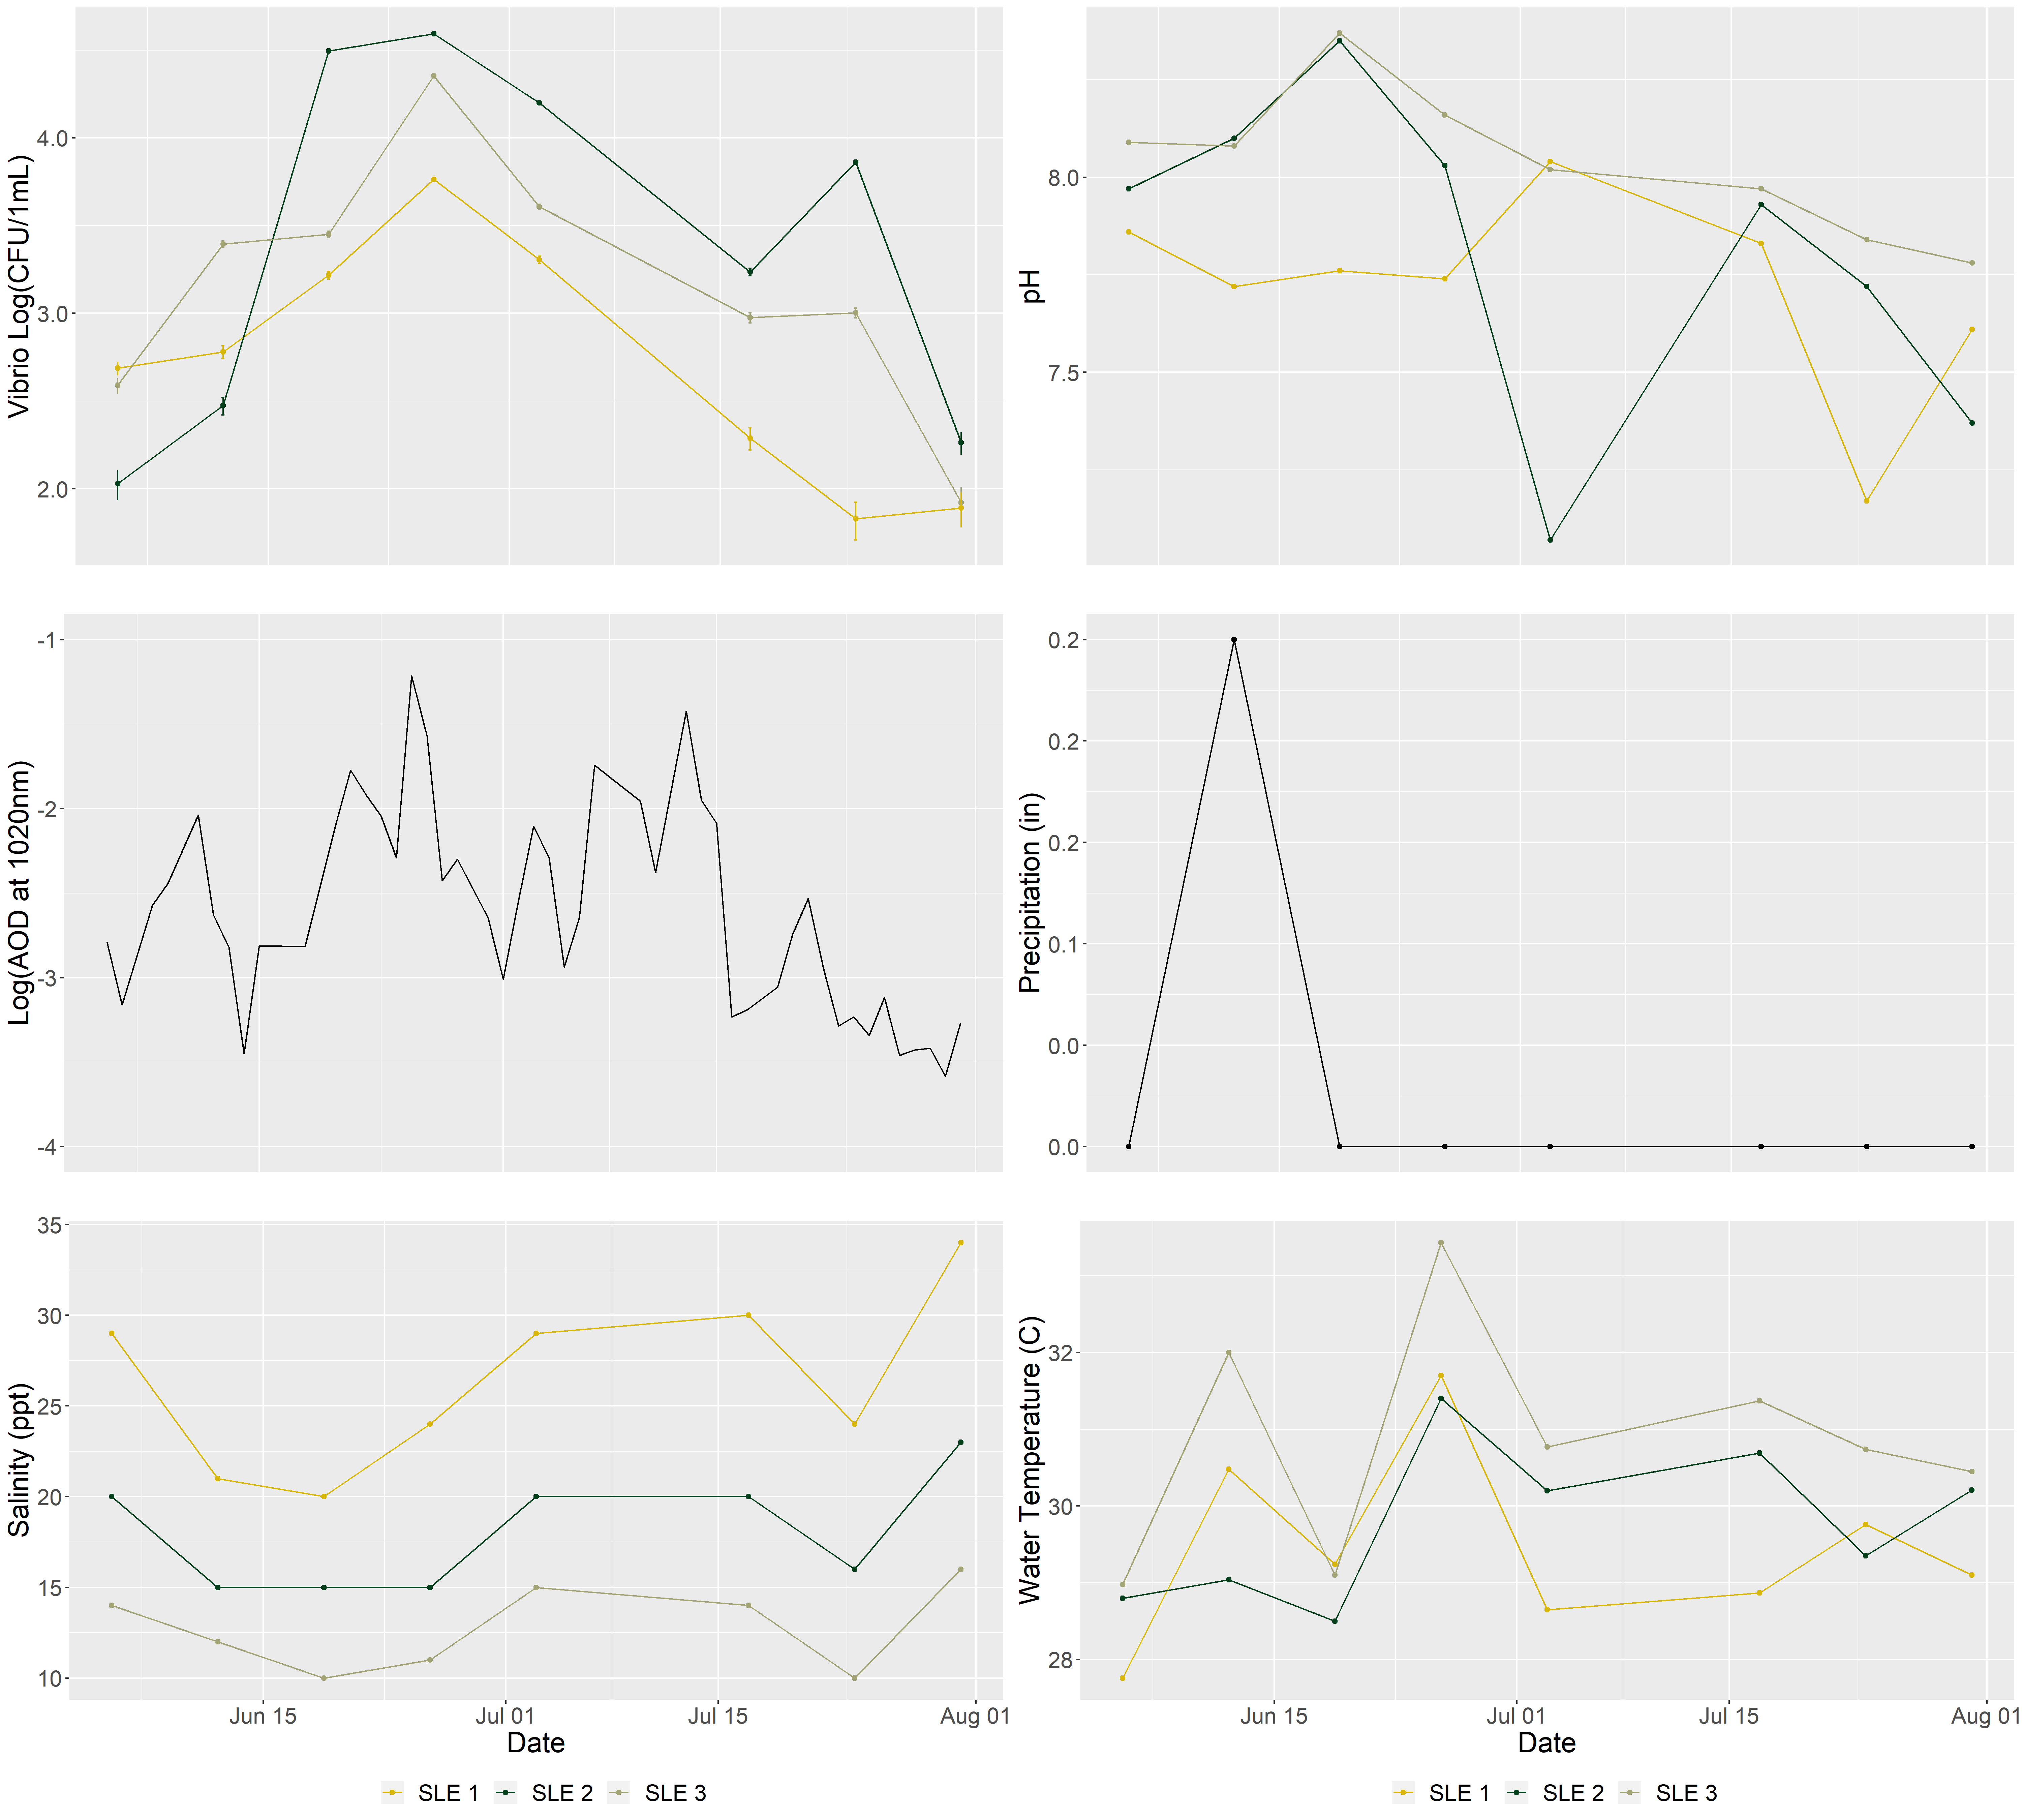 Vibrio Log(CFU/1mL)
4.0
3.0
2.0
pH
8.0
7.5
Log(AOD at 1020nm)
-1
-2
-3
-4
Precipitation (in)
0.2
0.2
0.2
0.1
0.0
0.0
Salinity (ppt)
35
30
25
20
15
10
Jun 15 Jul 01 Jul 15 Aug 01
Date
SLE 1 SLE 2 SLE 3
Water Temperature (C)
32
30
28
Jun 15 Jul 01 Jul 15 Aug 01
Date
SLE 1 SLE 2 SLE 3